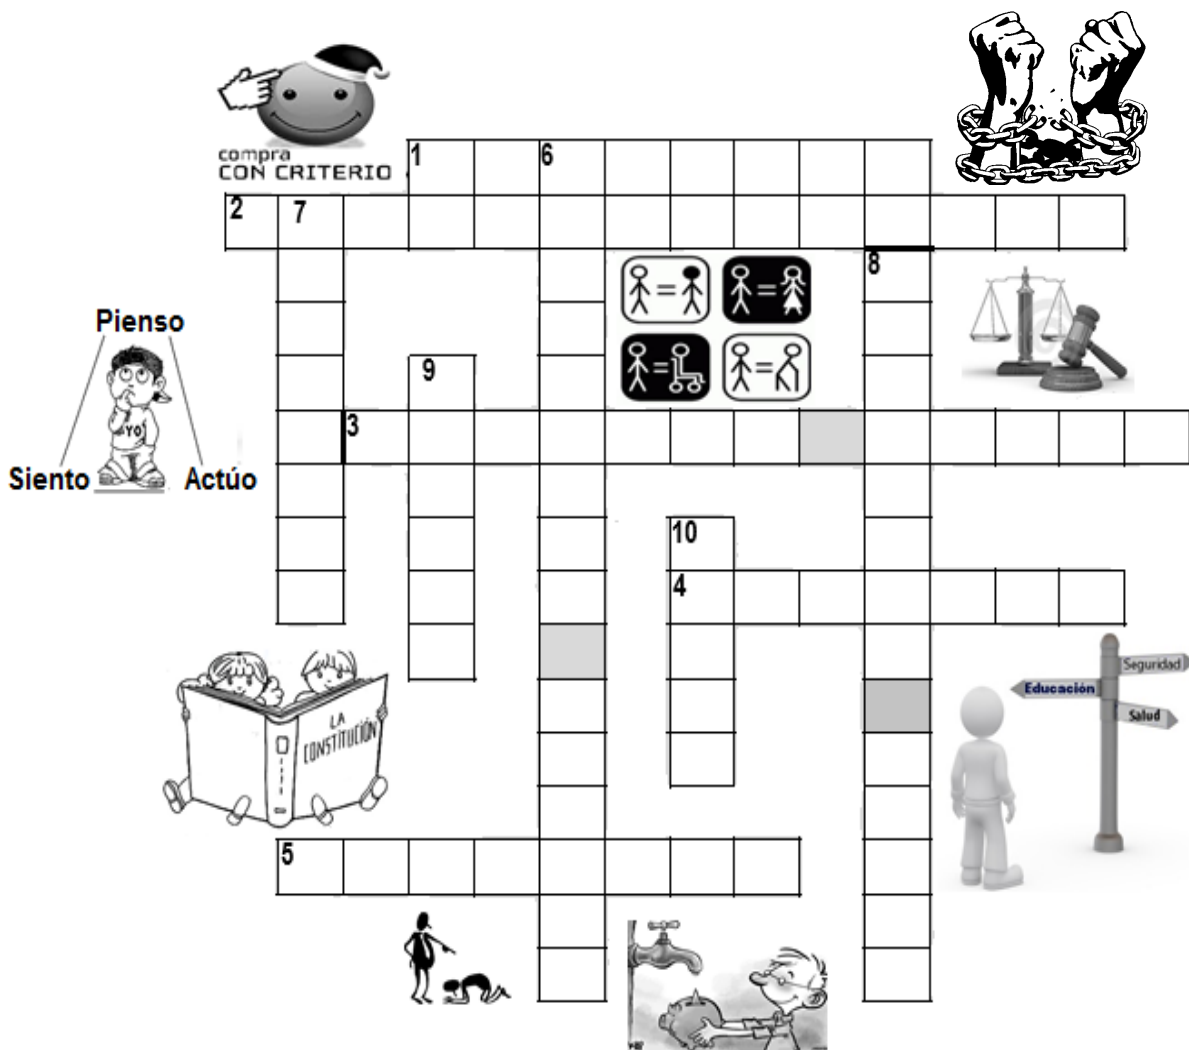 compra
CON CRITERIO
1
6
2
7
8
Pienso
9
YO
3
Siento
Actúo
10
4
Seguridad
Educación
Salud
LA
CONSTITUCIÓN
5